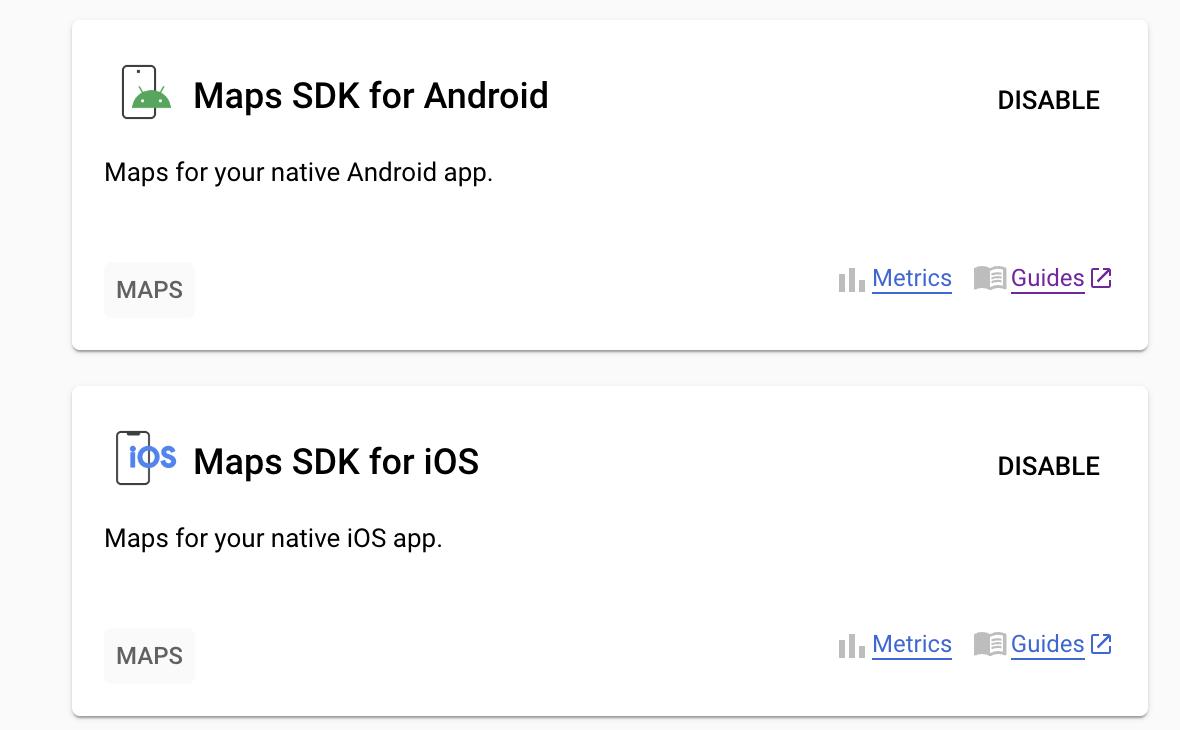 Maps SDK for Android
DISABLE
Maps for your native Android app.
MAPS
Metrics
Guides
iOS
Maps SDK for iOS
DISABLE
Maps for your native iOS app.
MAPS
Metrics
Guides